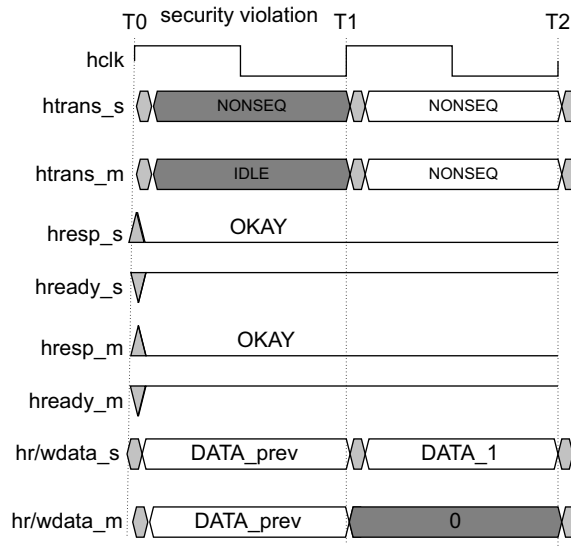 T0 security violation T1 T2
hclk
htrans_s NONSEQ NONSEQ
htrans_m IDLE NONSEQ
hresp_s OKAY
hready_s
hresp_m OKAY
hready_m
hr/wdata_s DATA_prev DATA_1
hr/wdata_m DATA_prev 0